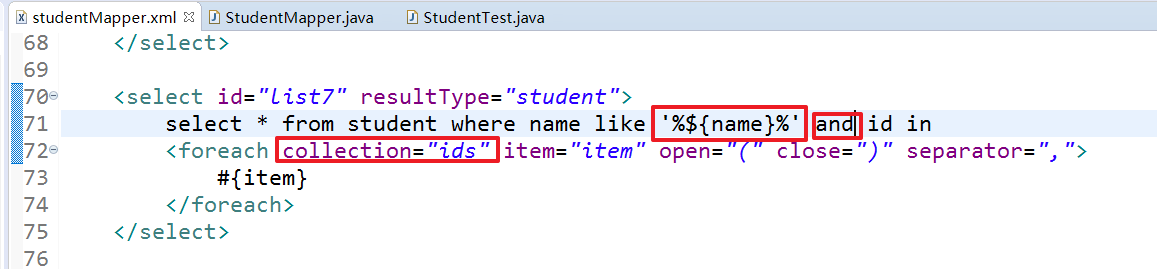 studentMapper.xml StudentMapper.java StudentTest.java
68 </select>
69
70 <select id="list7" resultType="student">
71 select * from student where name like '%${name}%' and id in
72 <foreach collection="ids" item="item" open="(" close=")" separator=",">
73 #{item}
74 </foreach>
75 </select>
76